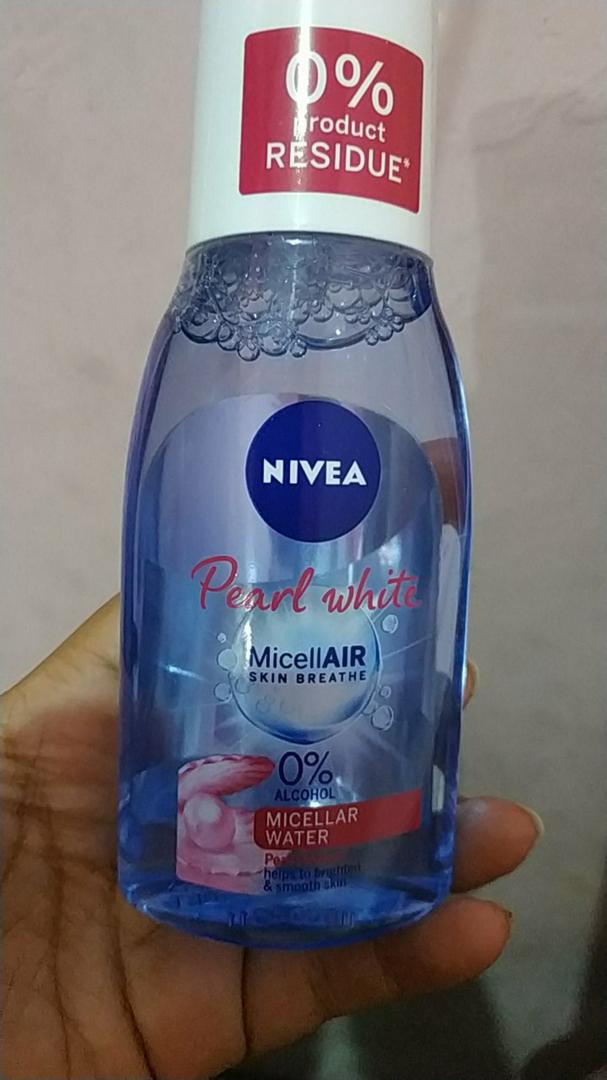 0%
product
RESIDUE*
NIVEA
Pearl white
MicellAIR
SKIN BREATHE
0%
ALCOHOL
MICELLAR
WATER
helps to brighten
& smooth skin